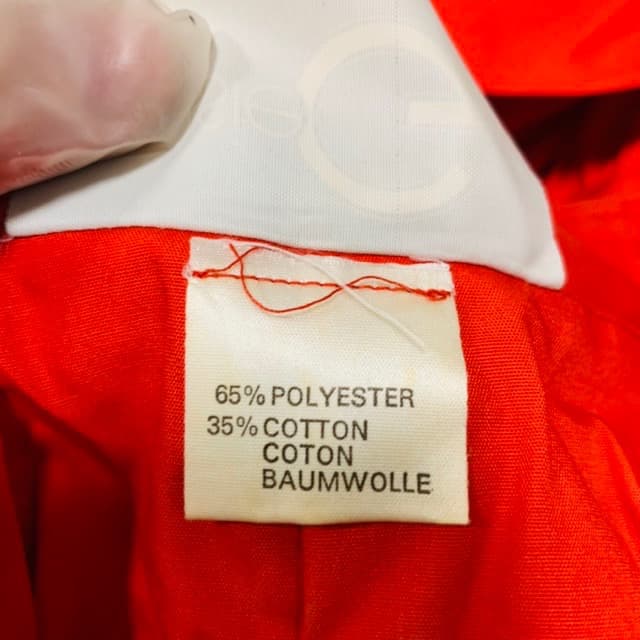 65% POLYESTER
35% COTTON
COTON
BAUMWOLLE